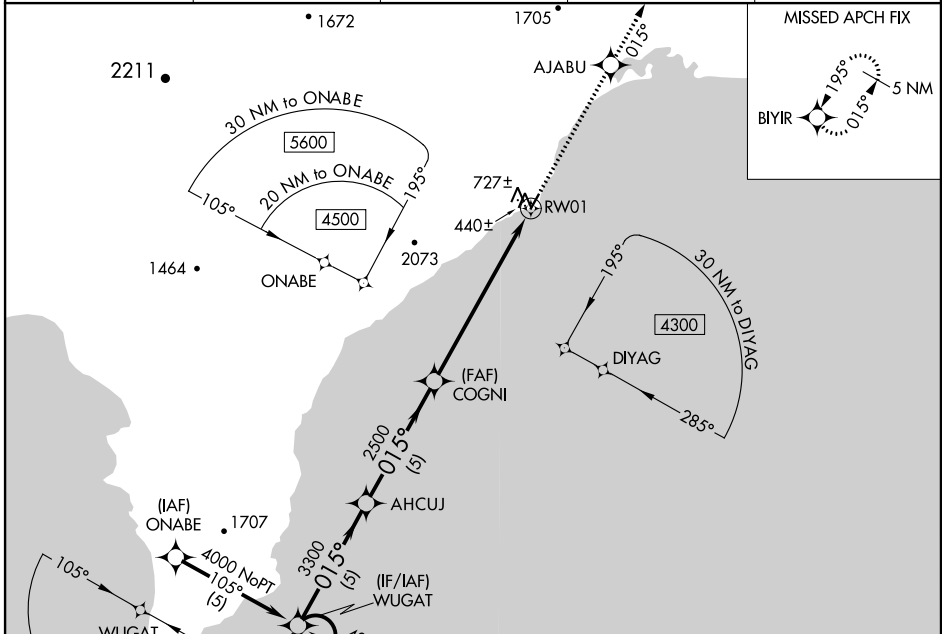 1672
1705
MISSED APCH FIX
015°
2211
AJABU
195°
5 NM
30 NM to ONABE
BIYIR
015°
5600
20 NM to ONABE
195°
727±
105°
4500
440±
RW01
2073
195°
30 NM to DIYAG
1464
ONABE
4300
DIYAG
(FAF)
COGNI
285°
2500
015°
(5)
(IAF)
ONABE
1707
AHCUJ
4000 NoPT
105°
(5)
3300
015°
(5)
(IF/IAF)
WUGAT
105°
WUGAT